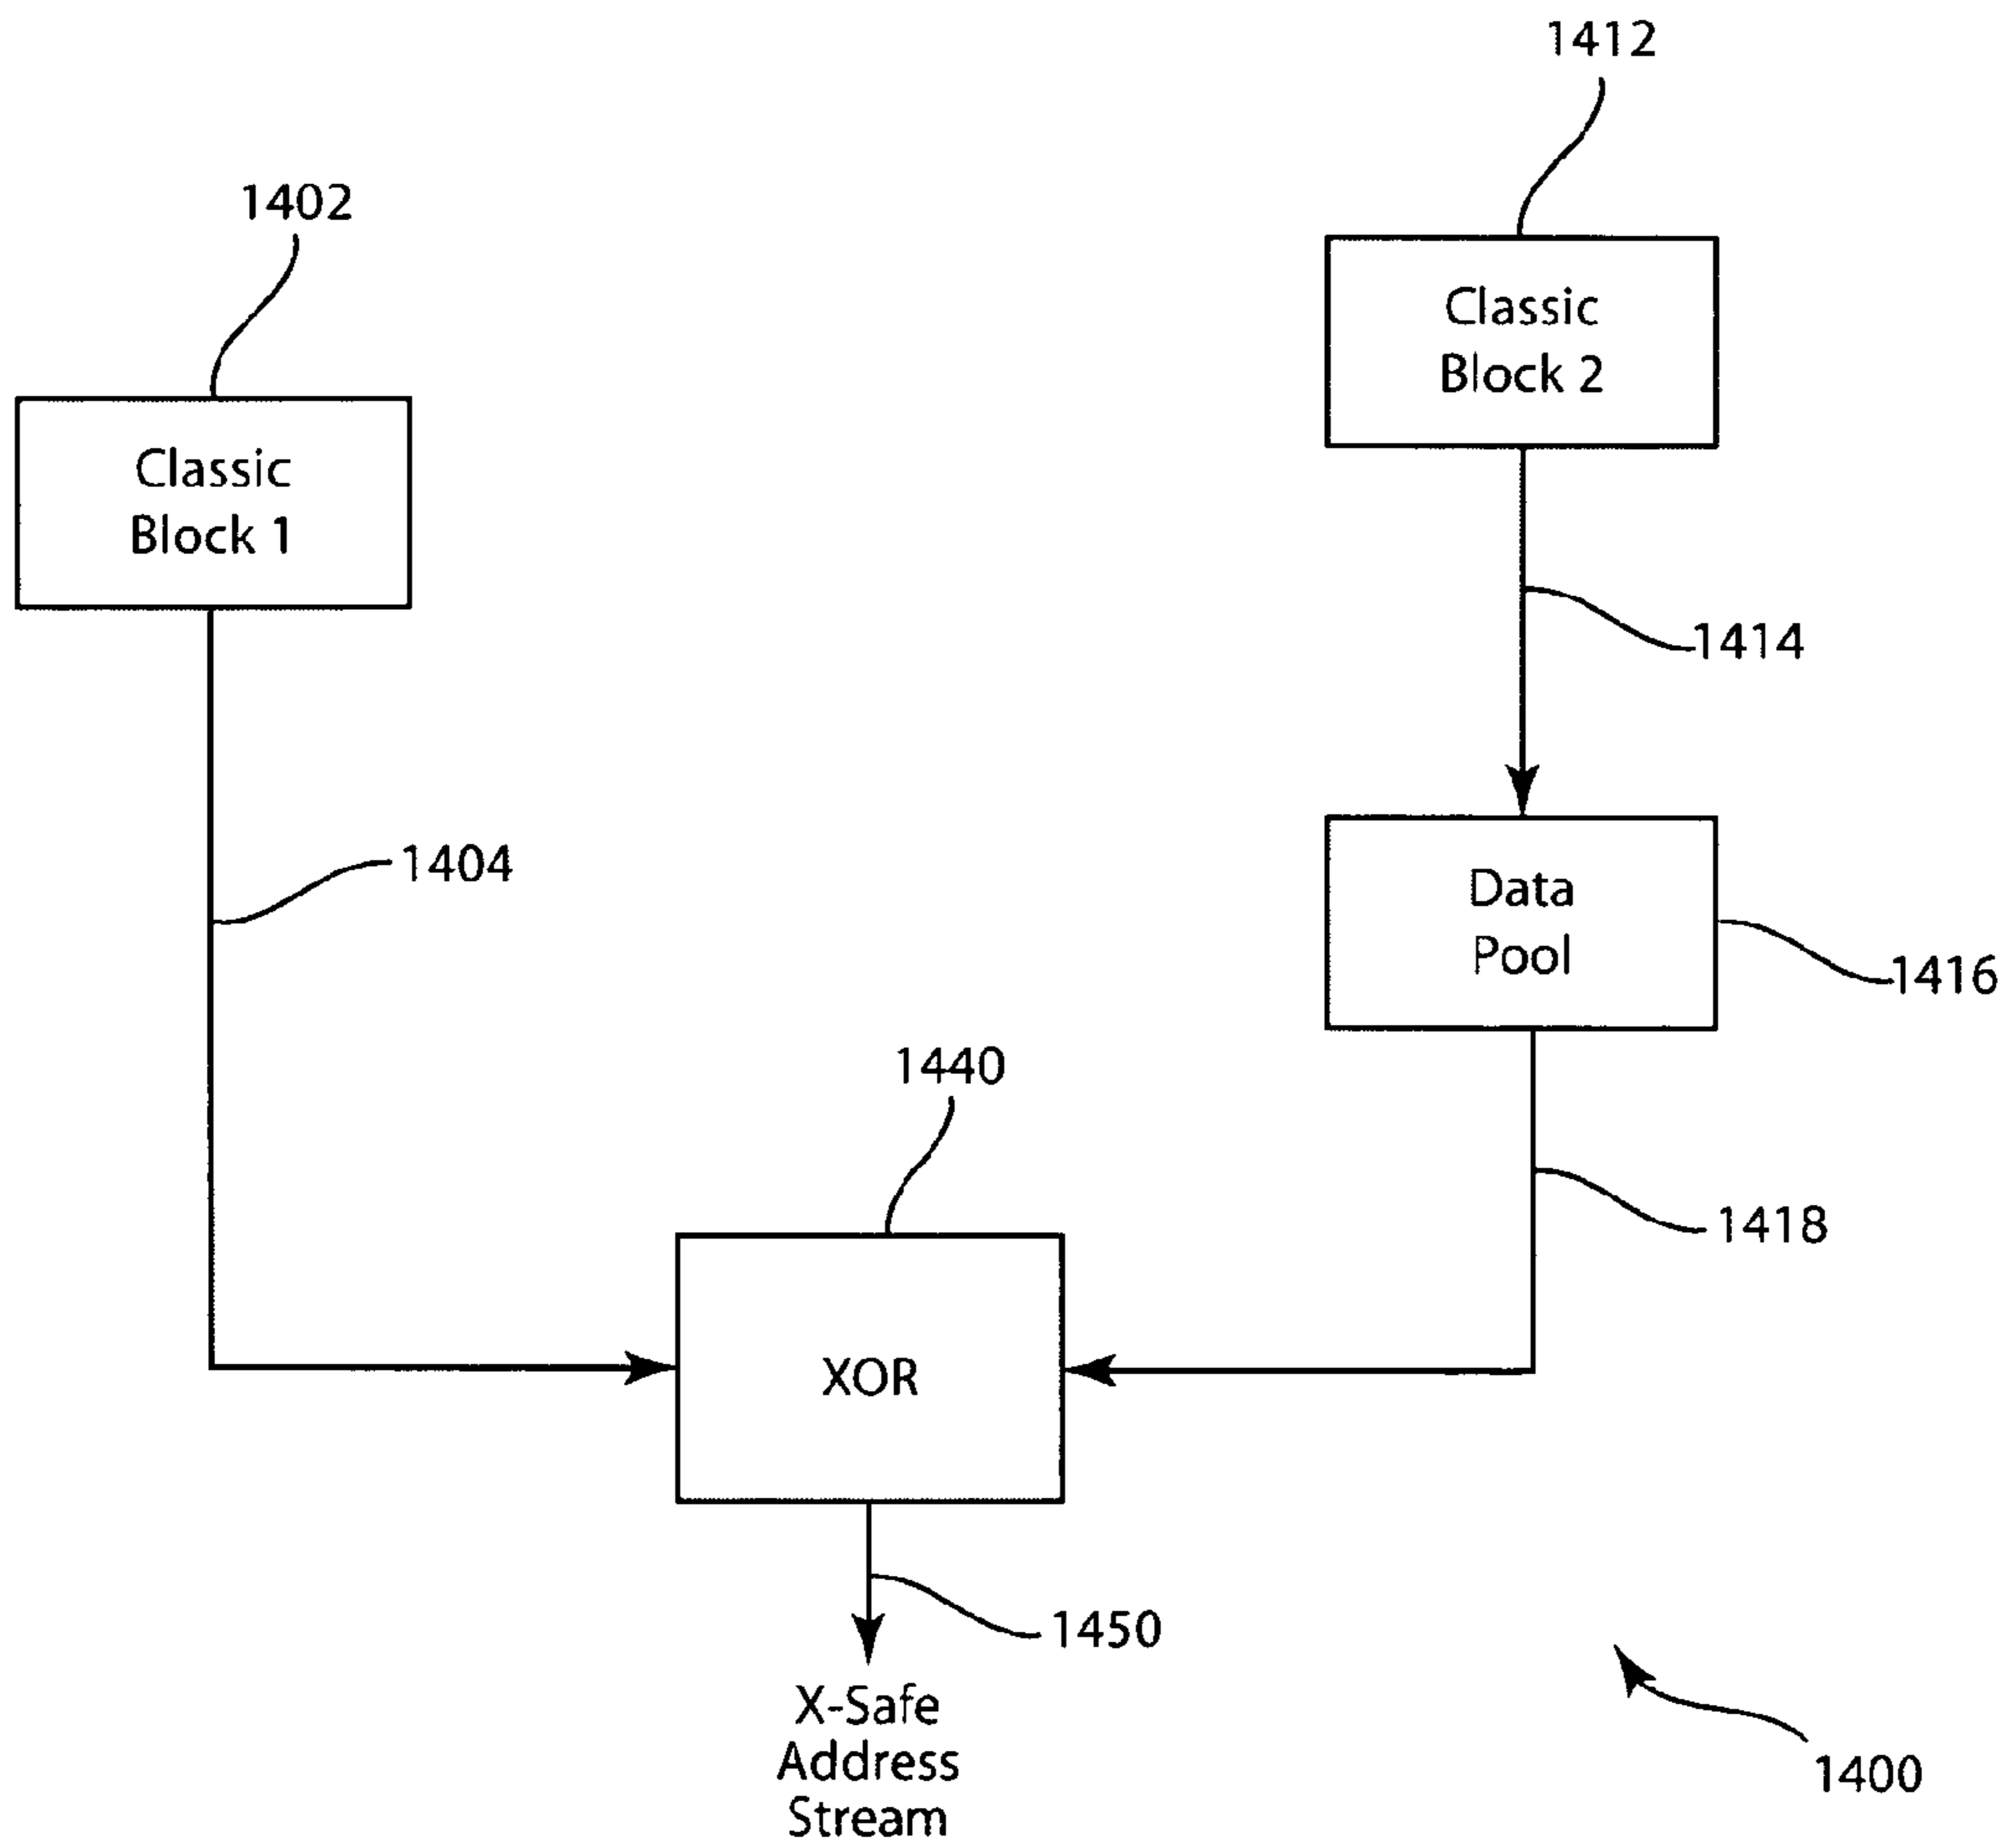 1412
1402
Classic
Block 2
Classic
Block 1
1414
1404
Data
Pool
1416
1440
1418
XOR
1450
X-Safe
Address
Stream
1400